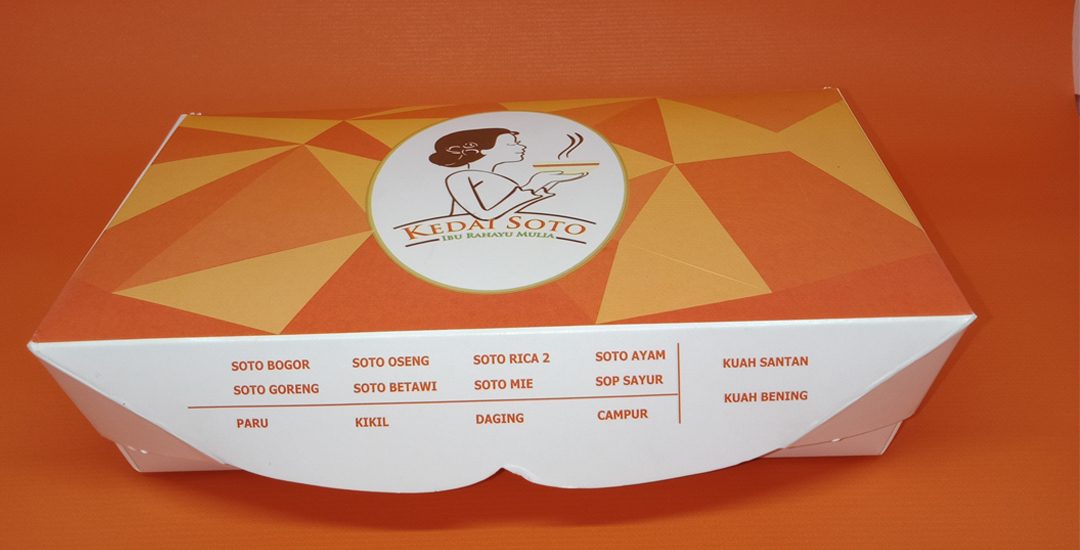 KEDAI SOTO
IBU RAHAYU MULIA
SOTO BOGOR SOTO OSENG SOTO RICA 2 SOTO AYAM KUAH SANTAN
SOTO GORENG SOTO BETAWI SOTO MIE SOP SAYUR KUAH BENING
PARU KIKIL DAGING CAMPUR